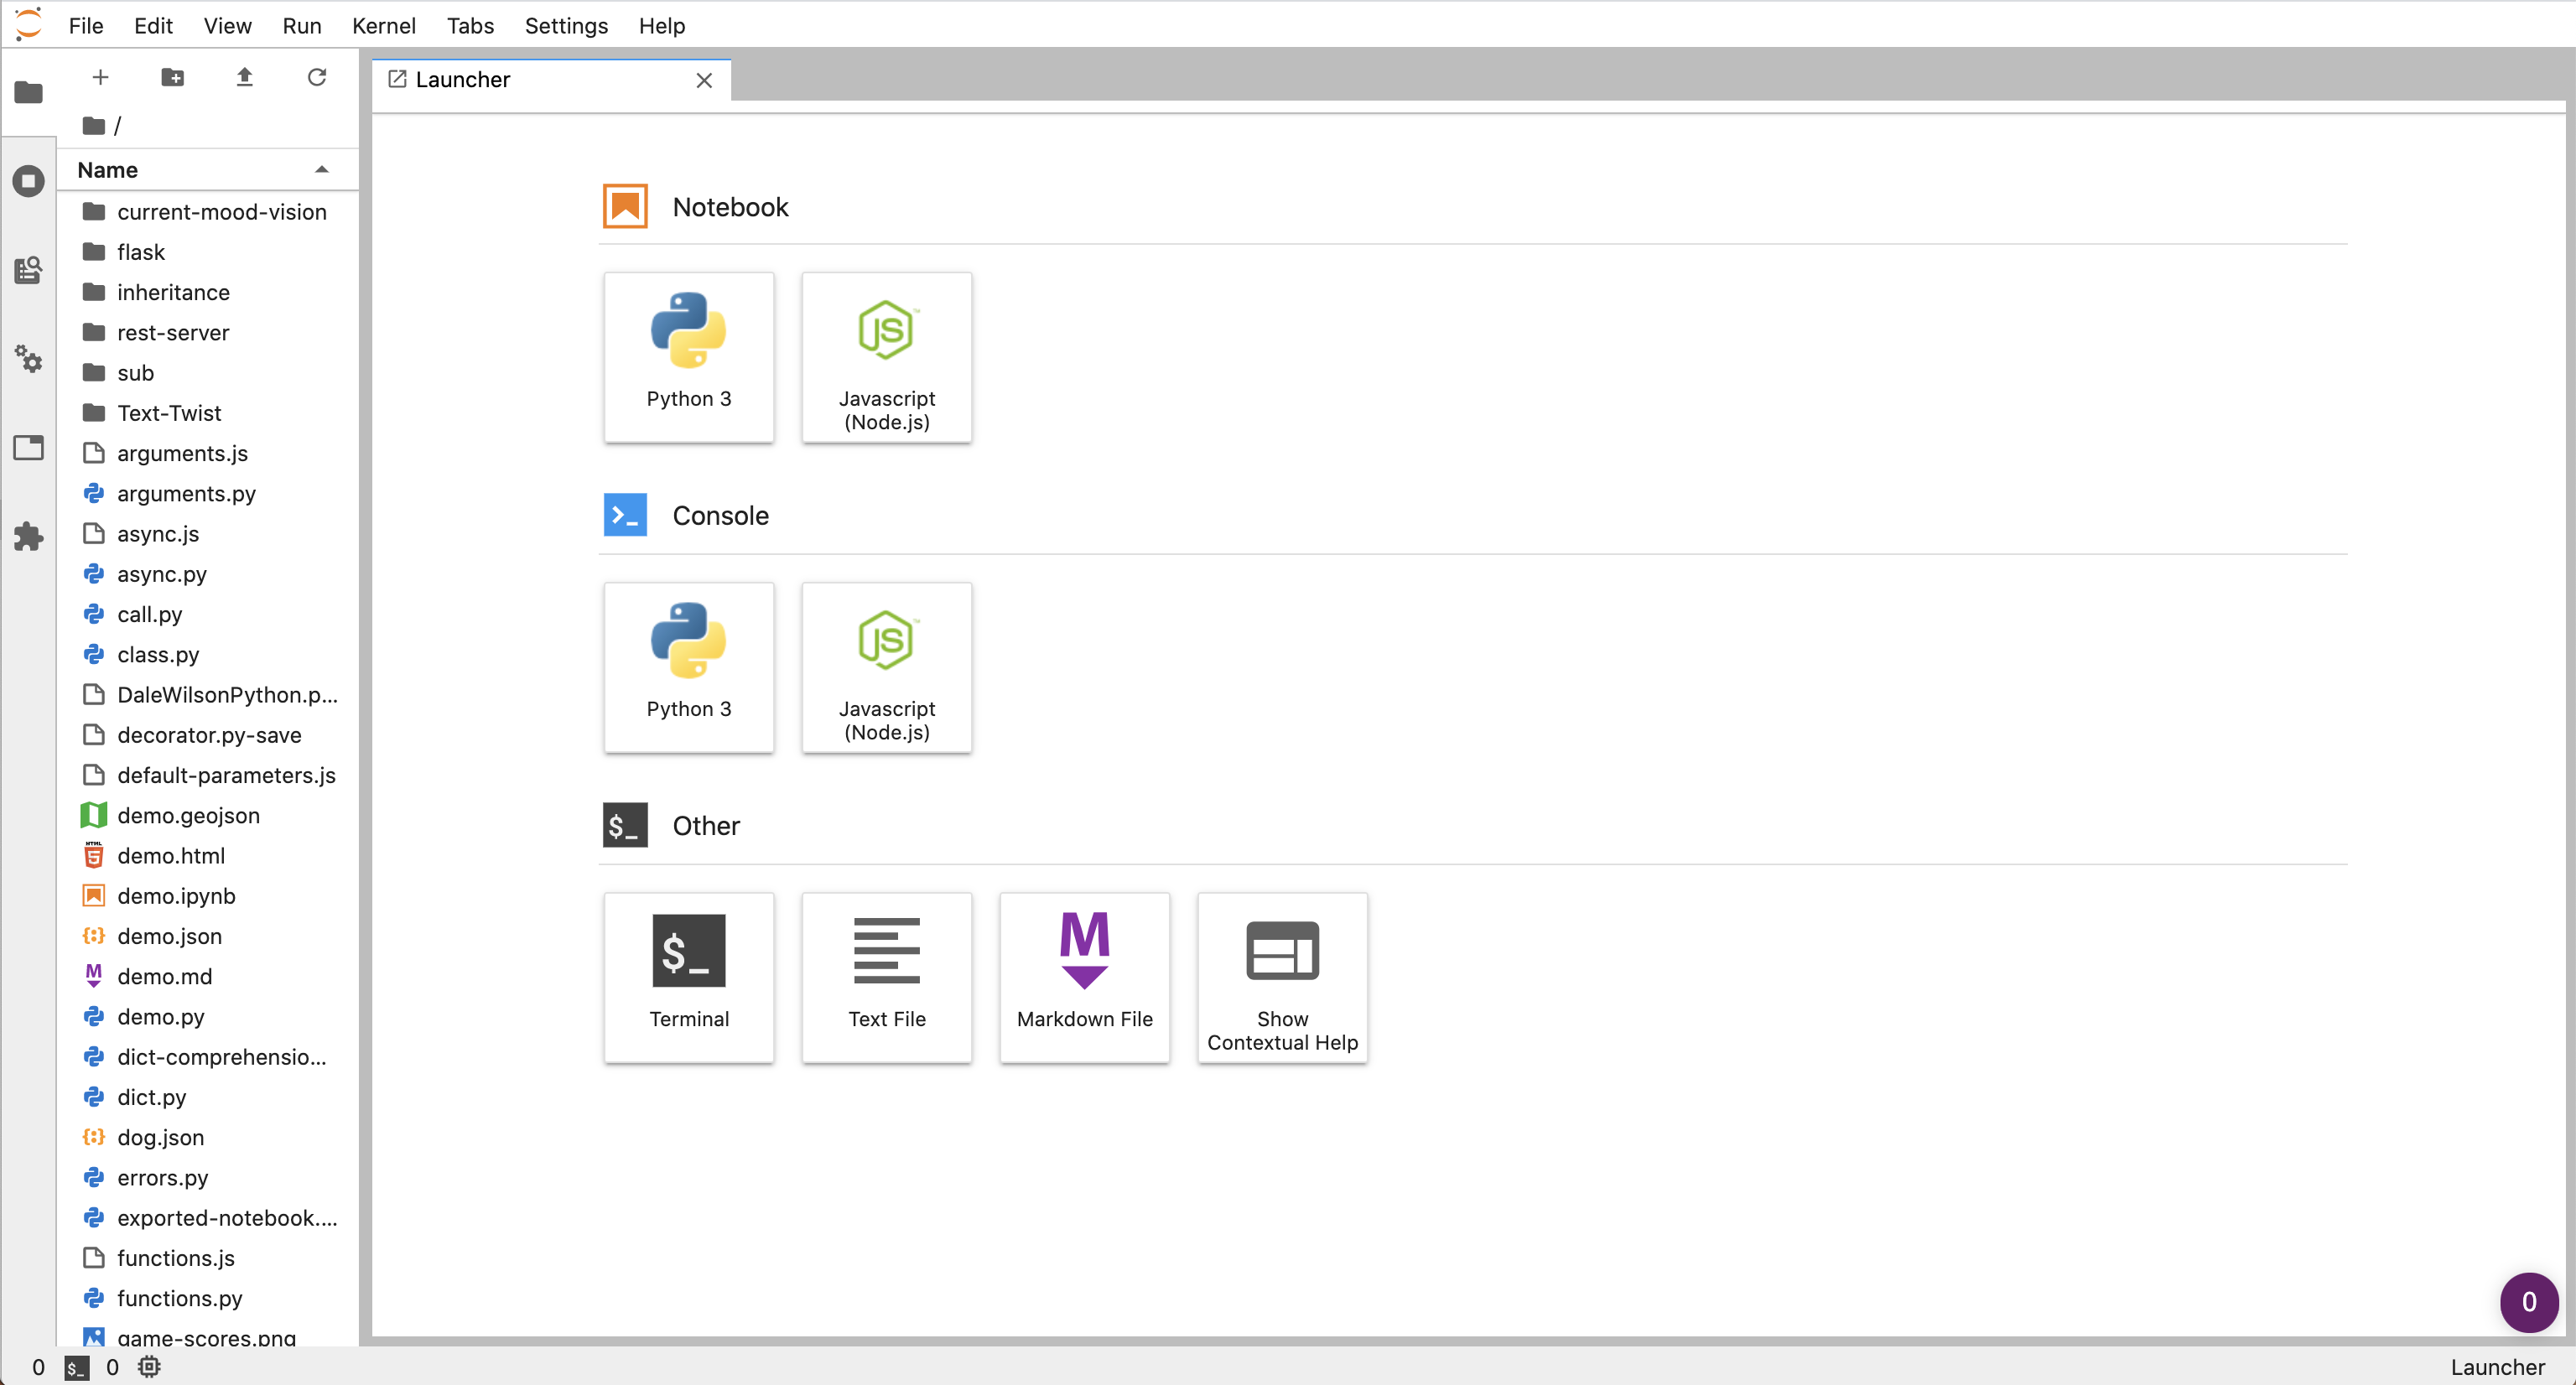 File Edit View Run Kernel Tabs Settings Help
Launcher
/
Name
current-mood-vision
flask
inheritance
rest-server
sub
Text-Twist
arguments.js
arguments.py
async.js
async.py
call.py
class.py
DaleWilsonPython.p...
decorator.py-save
default-parameters.js
demo.geojson
demo.html
demo.ipynb
demo.json
demo.md
demo.py
dict-comprehensio...
dict.py
dog.json
errors.py
exported-notebook....
functions.js
functions.py
game-scores.png
Notebook
Python 3
Javascript
(Node.js)
Console
Python 3
Javascript
(Node.js)
$_ Other
$_
Terminal
Text File
M
Markdown File
Show
Contextual Help
0
0 $_ 0
Launcher